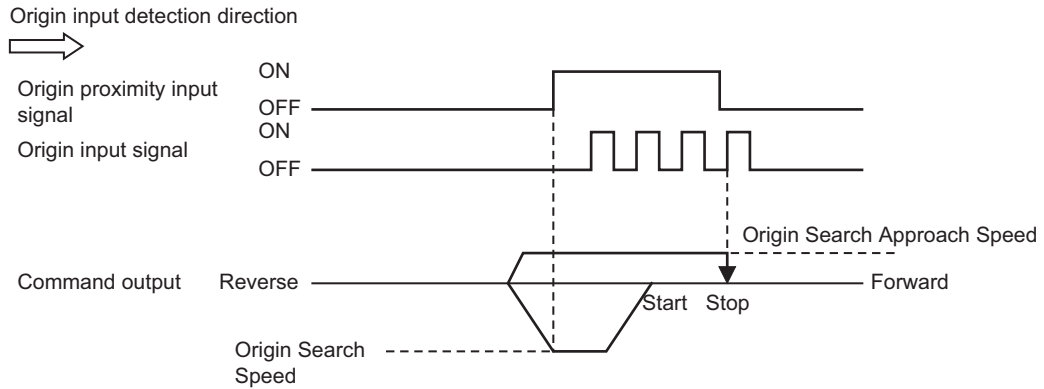 Origin input detection direction
Origin proximity input
signal
ON
OFF
Origin input signal
ON
OFF
Origin Search Approach Speed
Command output
Reverse
Forward
Start
Stop
Origin Search
Speed